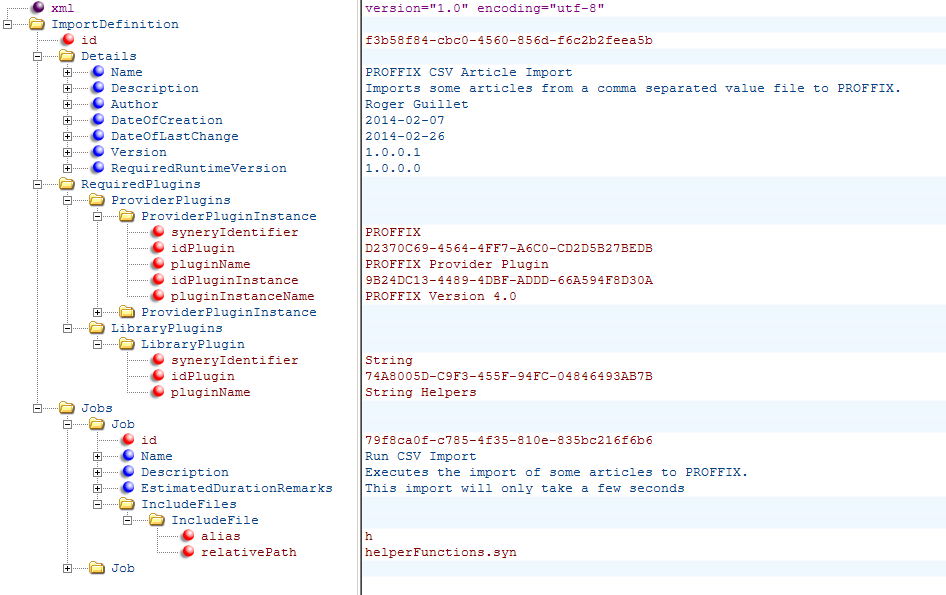 xml version="1.0" encoding="utf-8"
ImportDefinition
id f3b58f84-cbc0-4560-856d-f6c2b2feea5b
Details
Name PROFFIX CSV Article Import
Description Imports some articles from a comma separated value file to PROFFIX.
Author Roger Guillet
DateOfCreation 2014-02-07
DateOfLastChange 2014-02-26
Version 1.0.0.1
RequiredRuntimeVersion 1.0.0.0
RequiredPlugins
ProviderPlugins
ProviderPluginInstance
syneryIdentifier PROFFIX
idPlugin D2370C69-4564-4FF7-A6C0-CD2D5B27BEDB
pluginName PROFFIX Provider Plugin
idPluginInstance 9B24DC13-4489-4DBF-ADDD-66A594F8D30A
pluginInstanceName PROFFIX Version 4.0
ProviderPluginInstance
LibraryPlugins
LibraryPlugin
syneryIdentifier String
idPlugin 74A8005D-C9F3-455F-94FC-04846493AB7B
pluginName String Helpers
Jobs
Job
id 79f8ca0f-c785-4f35-810e-835bc216f6b6
Name Run CSV Import
Description Executes the import of some articles to PROFFIX.
EstimatedDurationRemarks This import will only take a few seconds
IncludeFiles
IncludeFile
alias h
relativePath helperFunctions.syn
Job